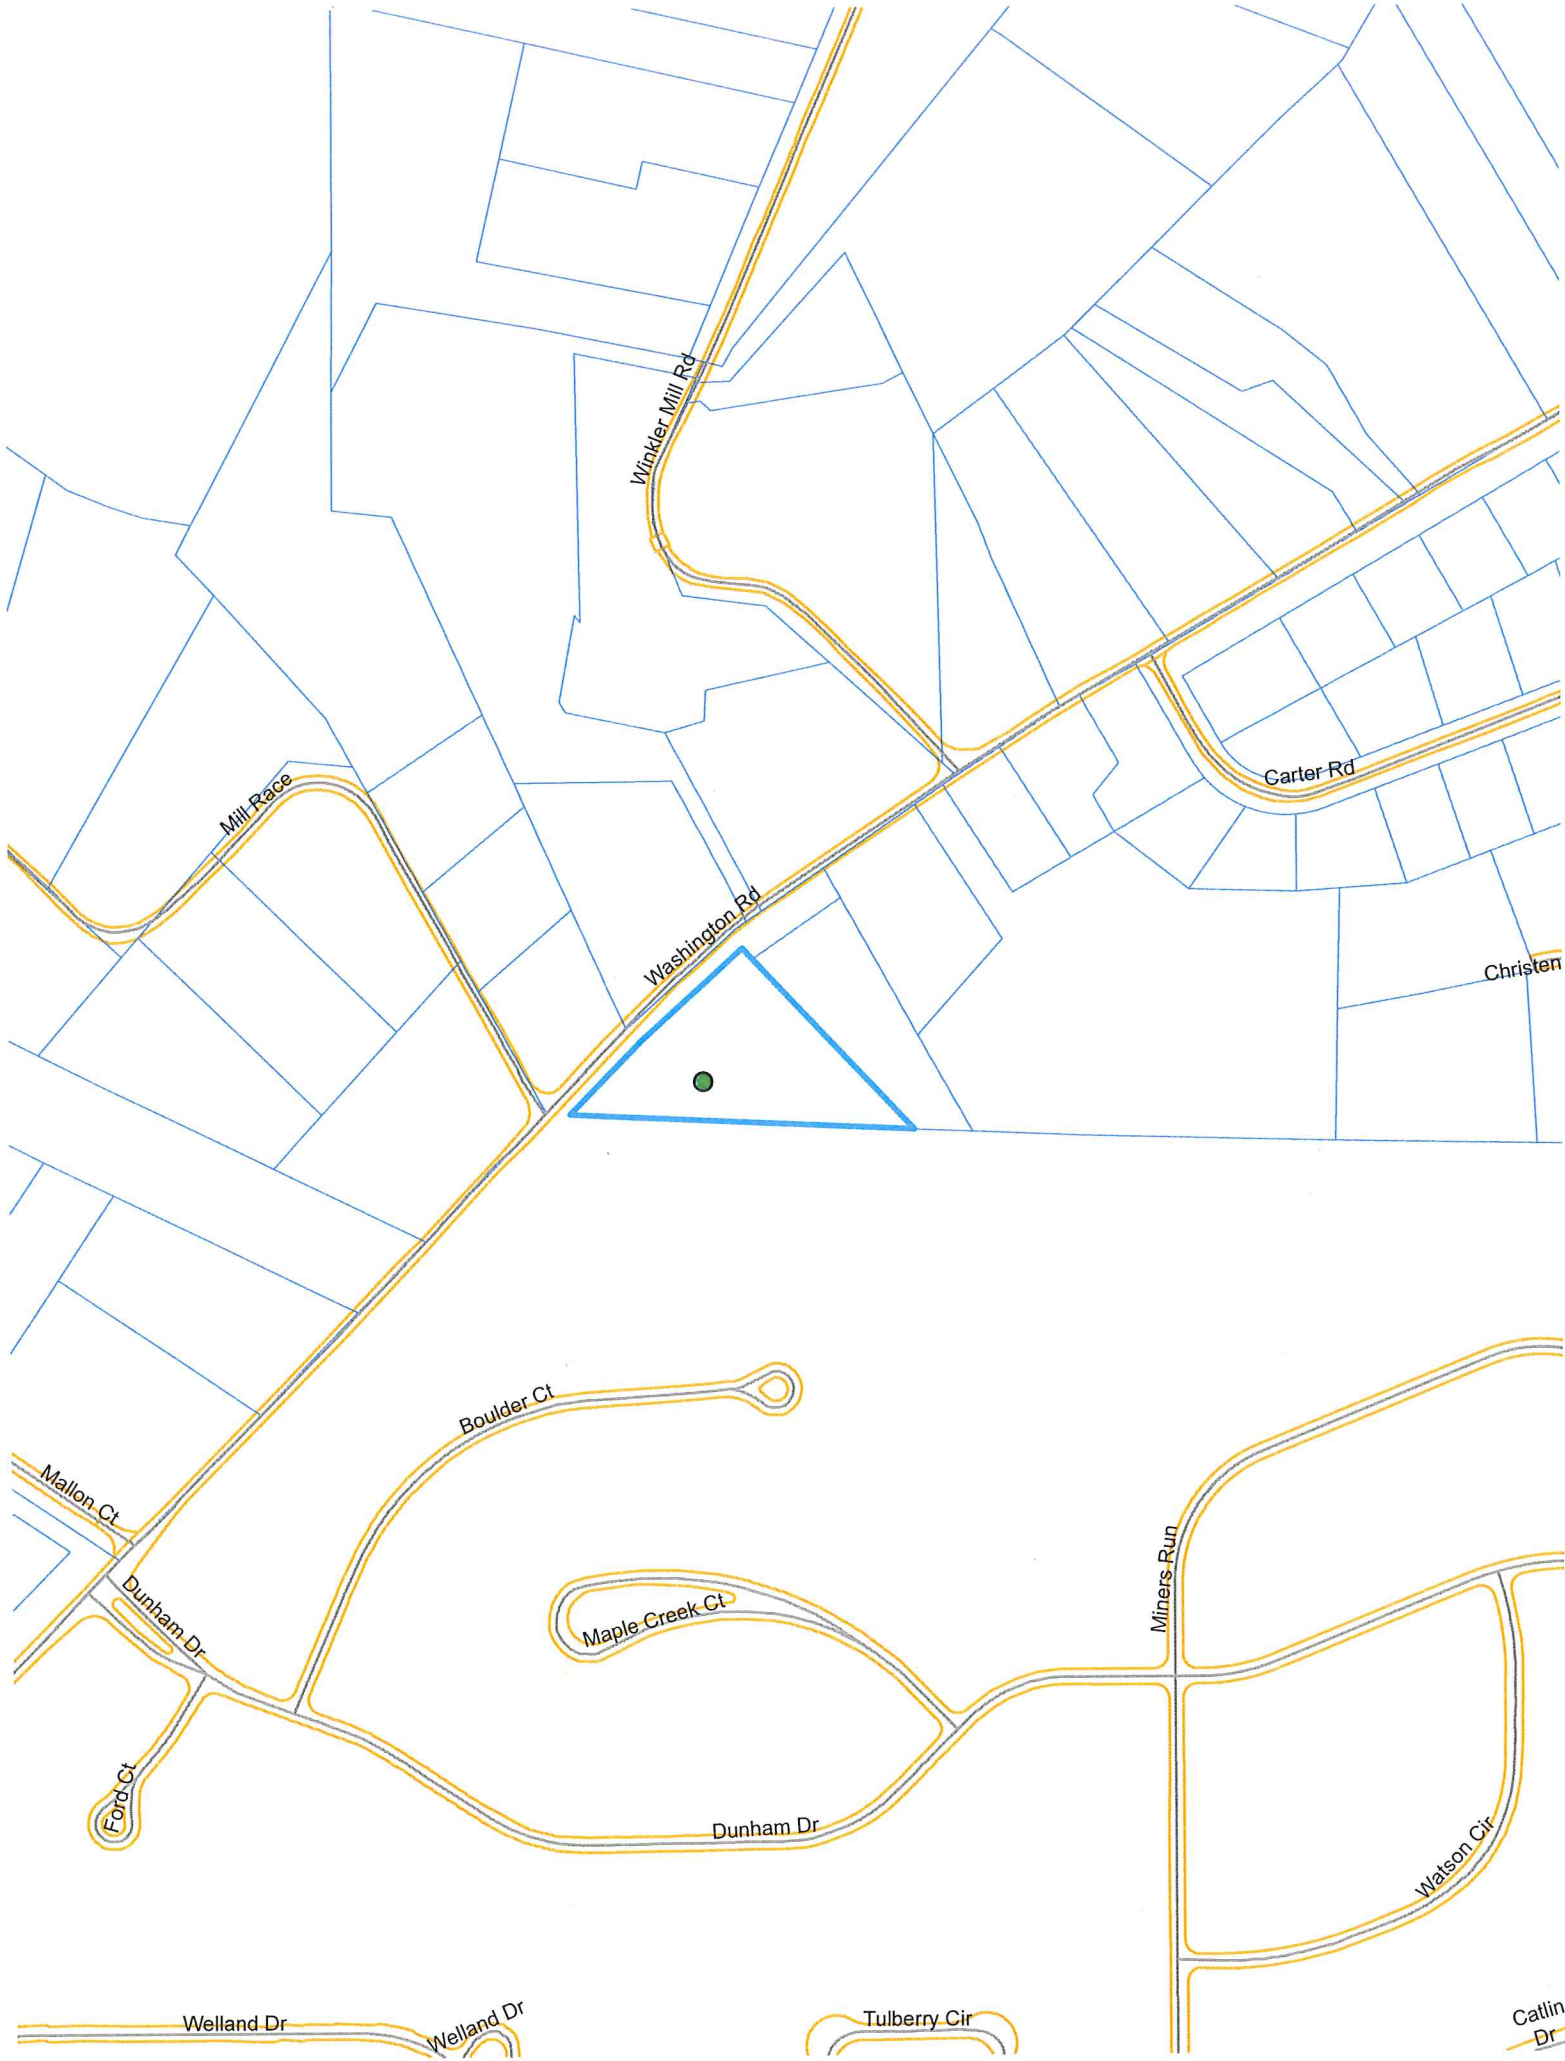 Winkler Mill Rd
Mill Race
Carter Rd
Washington Rd
Christen
Boulder Ct
Mallon Ct
Dunham Dr
Maple Creek Ct
Miners Run
Ford Ct
Dunham Dr
Watson Cir
Welland Dr
Welland Dr
Tulberry Cir
Catlin
Dr